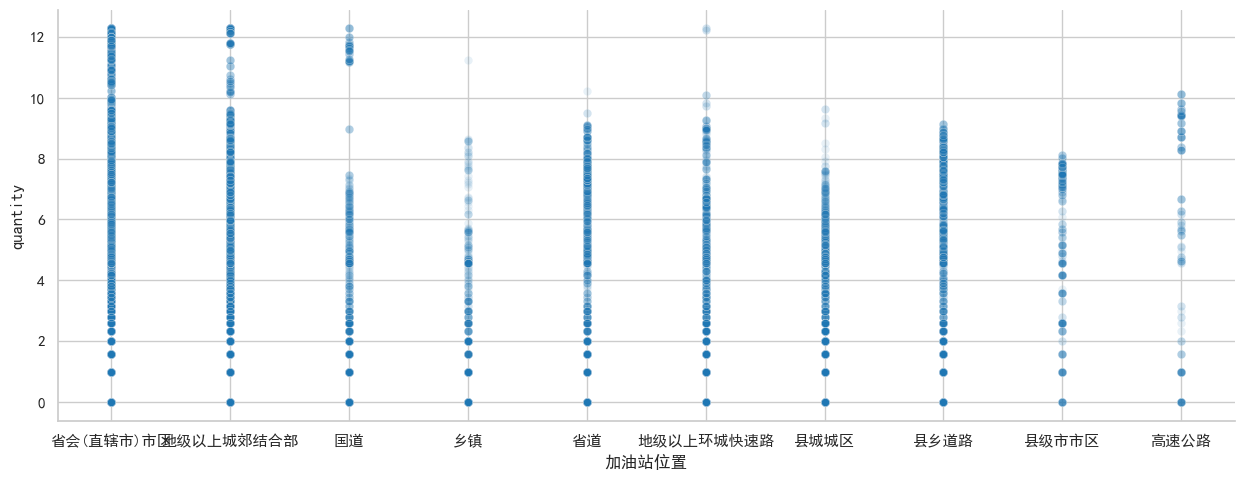 12
10
8
6
4
2
0
quantity
省会(直辖市)市区
地级以上城郊结合部
国道
乡镇
省道
地级以上环城快速路
县城城区
县乡道路
县级市市区
高速公路
加油站位置